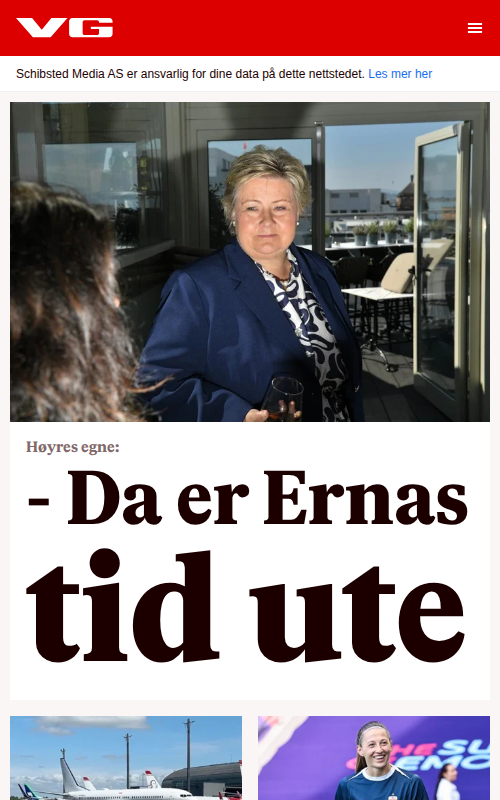 VG
Schibsted Media AS er ansvarlig for dine data på dette nettstedet. Les mer her
Høyres egne:
- Da er Ernas
tid ute